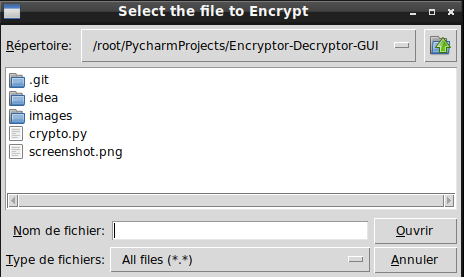 Select the file to Encrypt
Répertoire: /root/PycharmProjects/Encryptor-Decryptor-GUI
.git
.idea
images
crypto.py
screenshot.png
Nom de fichier: Ouvrir
Type de fichiers: All files (*.*) Annuler